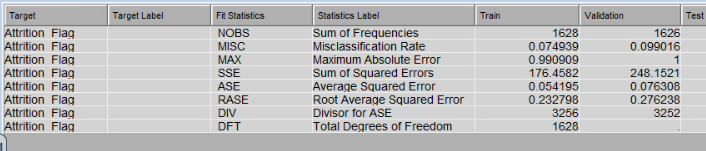 Target Target Label Fit Statistics Statistics Label Train Validation Test
Attrition_Flag NOBS Sum of Frequencies 1628 1626
Attrition_Flag MISC Misclassification Rate 0.074939 0.099016
Attrition_Flag MAX Maximum Absolute Error 0.990909 1
Attrition_Flag SSE Sum of Squared Errors 176.4582 248.1521
Attrition_Flag ASE Average Squared Error 0.054195 0.076308
Attrition_Flag RASE Root Average Squared Error 0.232798 0.276238
Attrition_Flag DIV Divisor for ASE 3256 3252
Attrition_Flag DFT Total Degrees of Freedom 1628 .